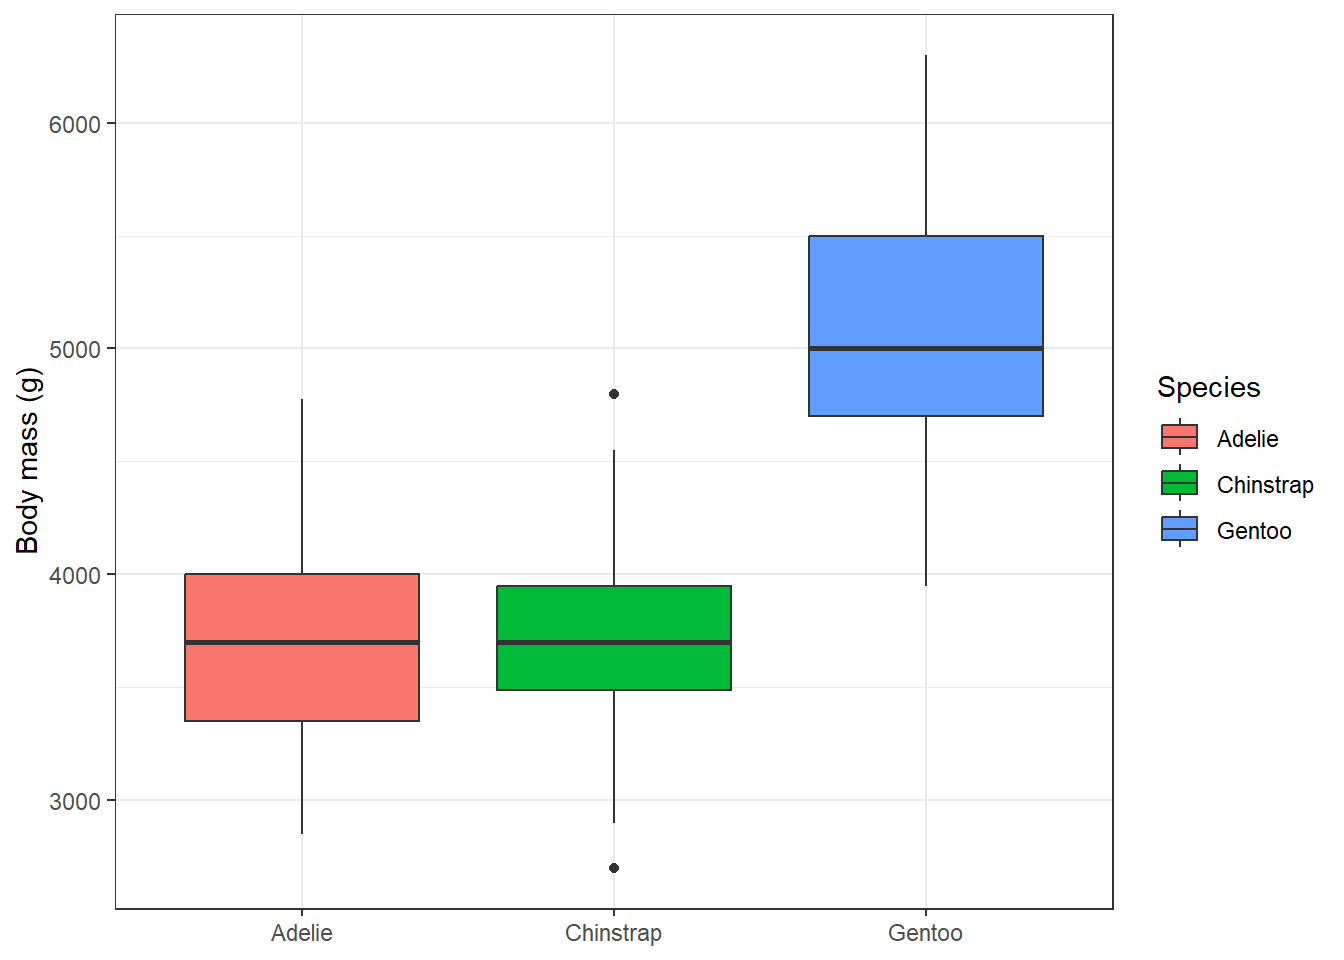 Body mass (g)
6000
5000
4000
3000
Adelie
Chinstrap
Gentoo
Species
Adelie
Chinstrap
Gentoo